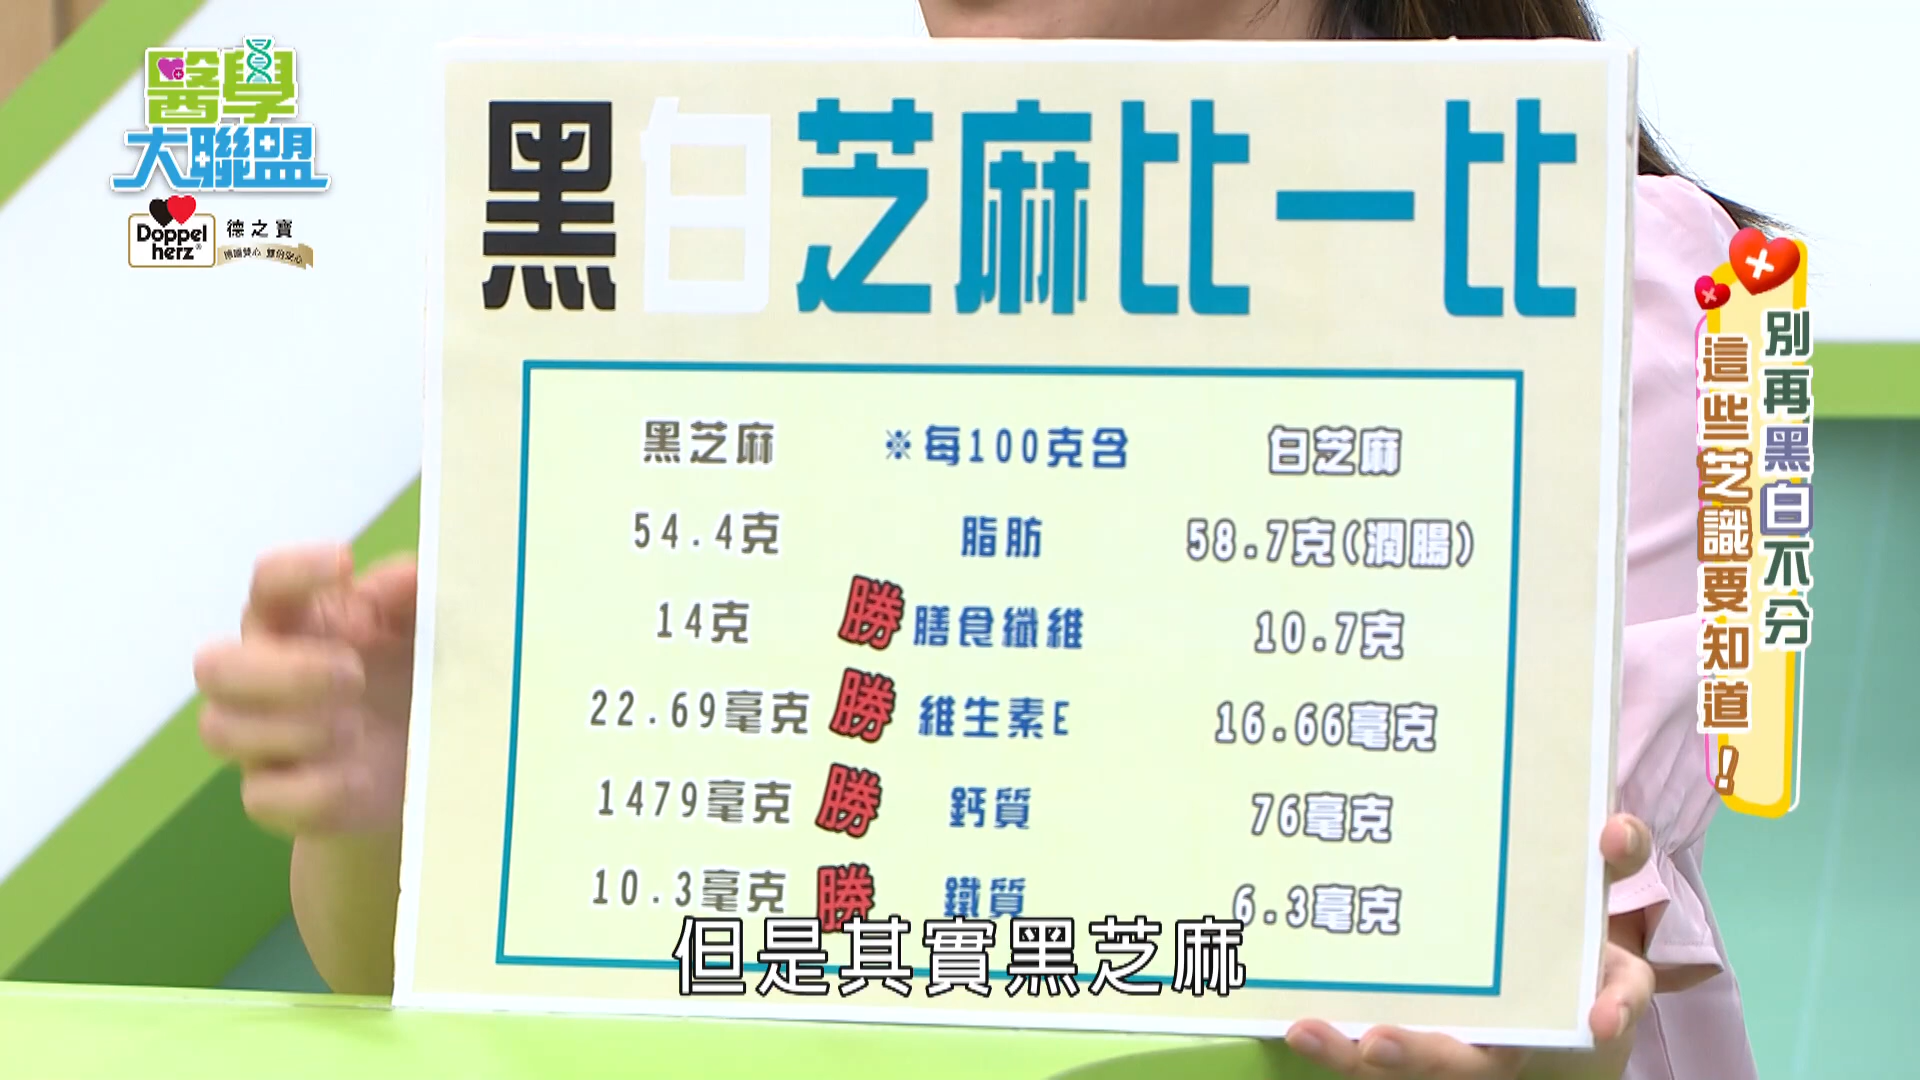 醫學
大聯盟
Doppel
herz®
德之寶
黑白芝麻比一比
黑芝麻 ※每100克含 白芝麻
54.4克 脂肪 58.7克(潤腸)
14克 勝 膳食纖維 10.7克
22.69毫克 勝 維生素E 16.66毫克
1479毫克 勝 鈣質 76毫克
10.3毫克 勝 鐵質 6.3毫克
別再黑白不分
這些芝識要知道!
但是其實黑芝麻